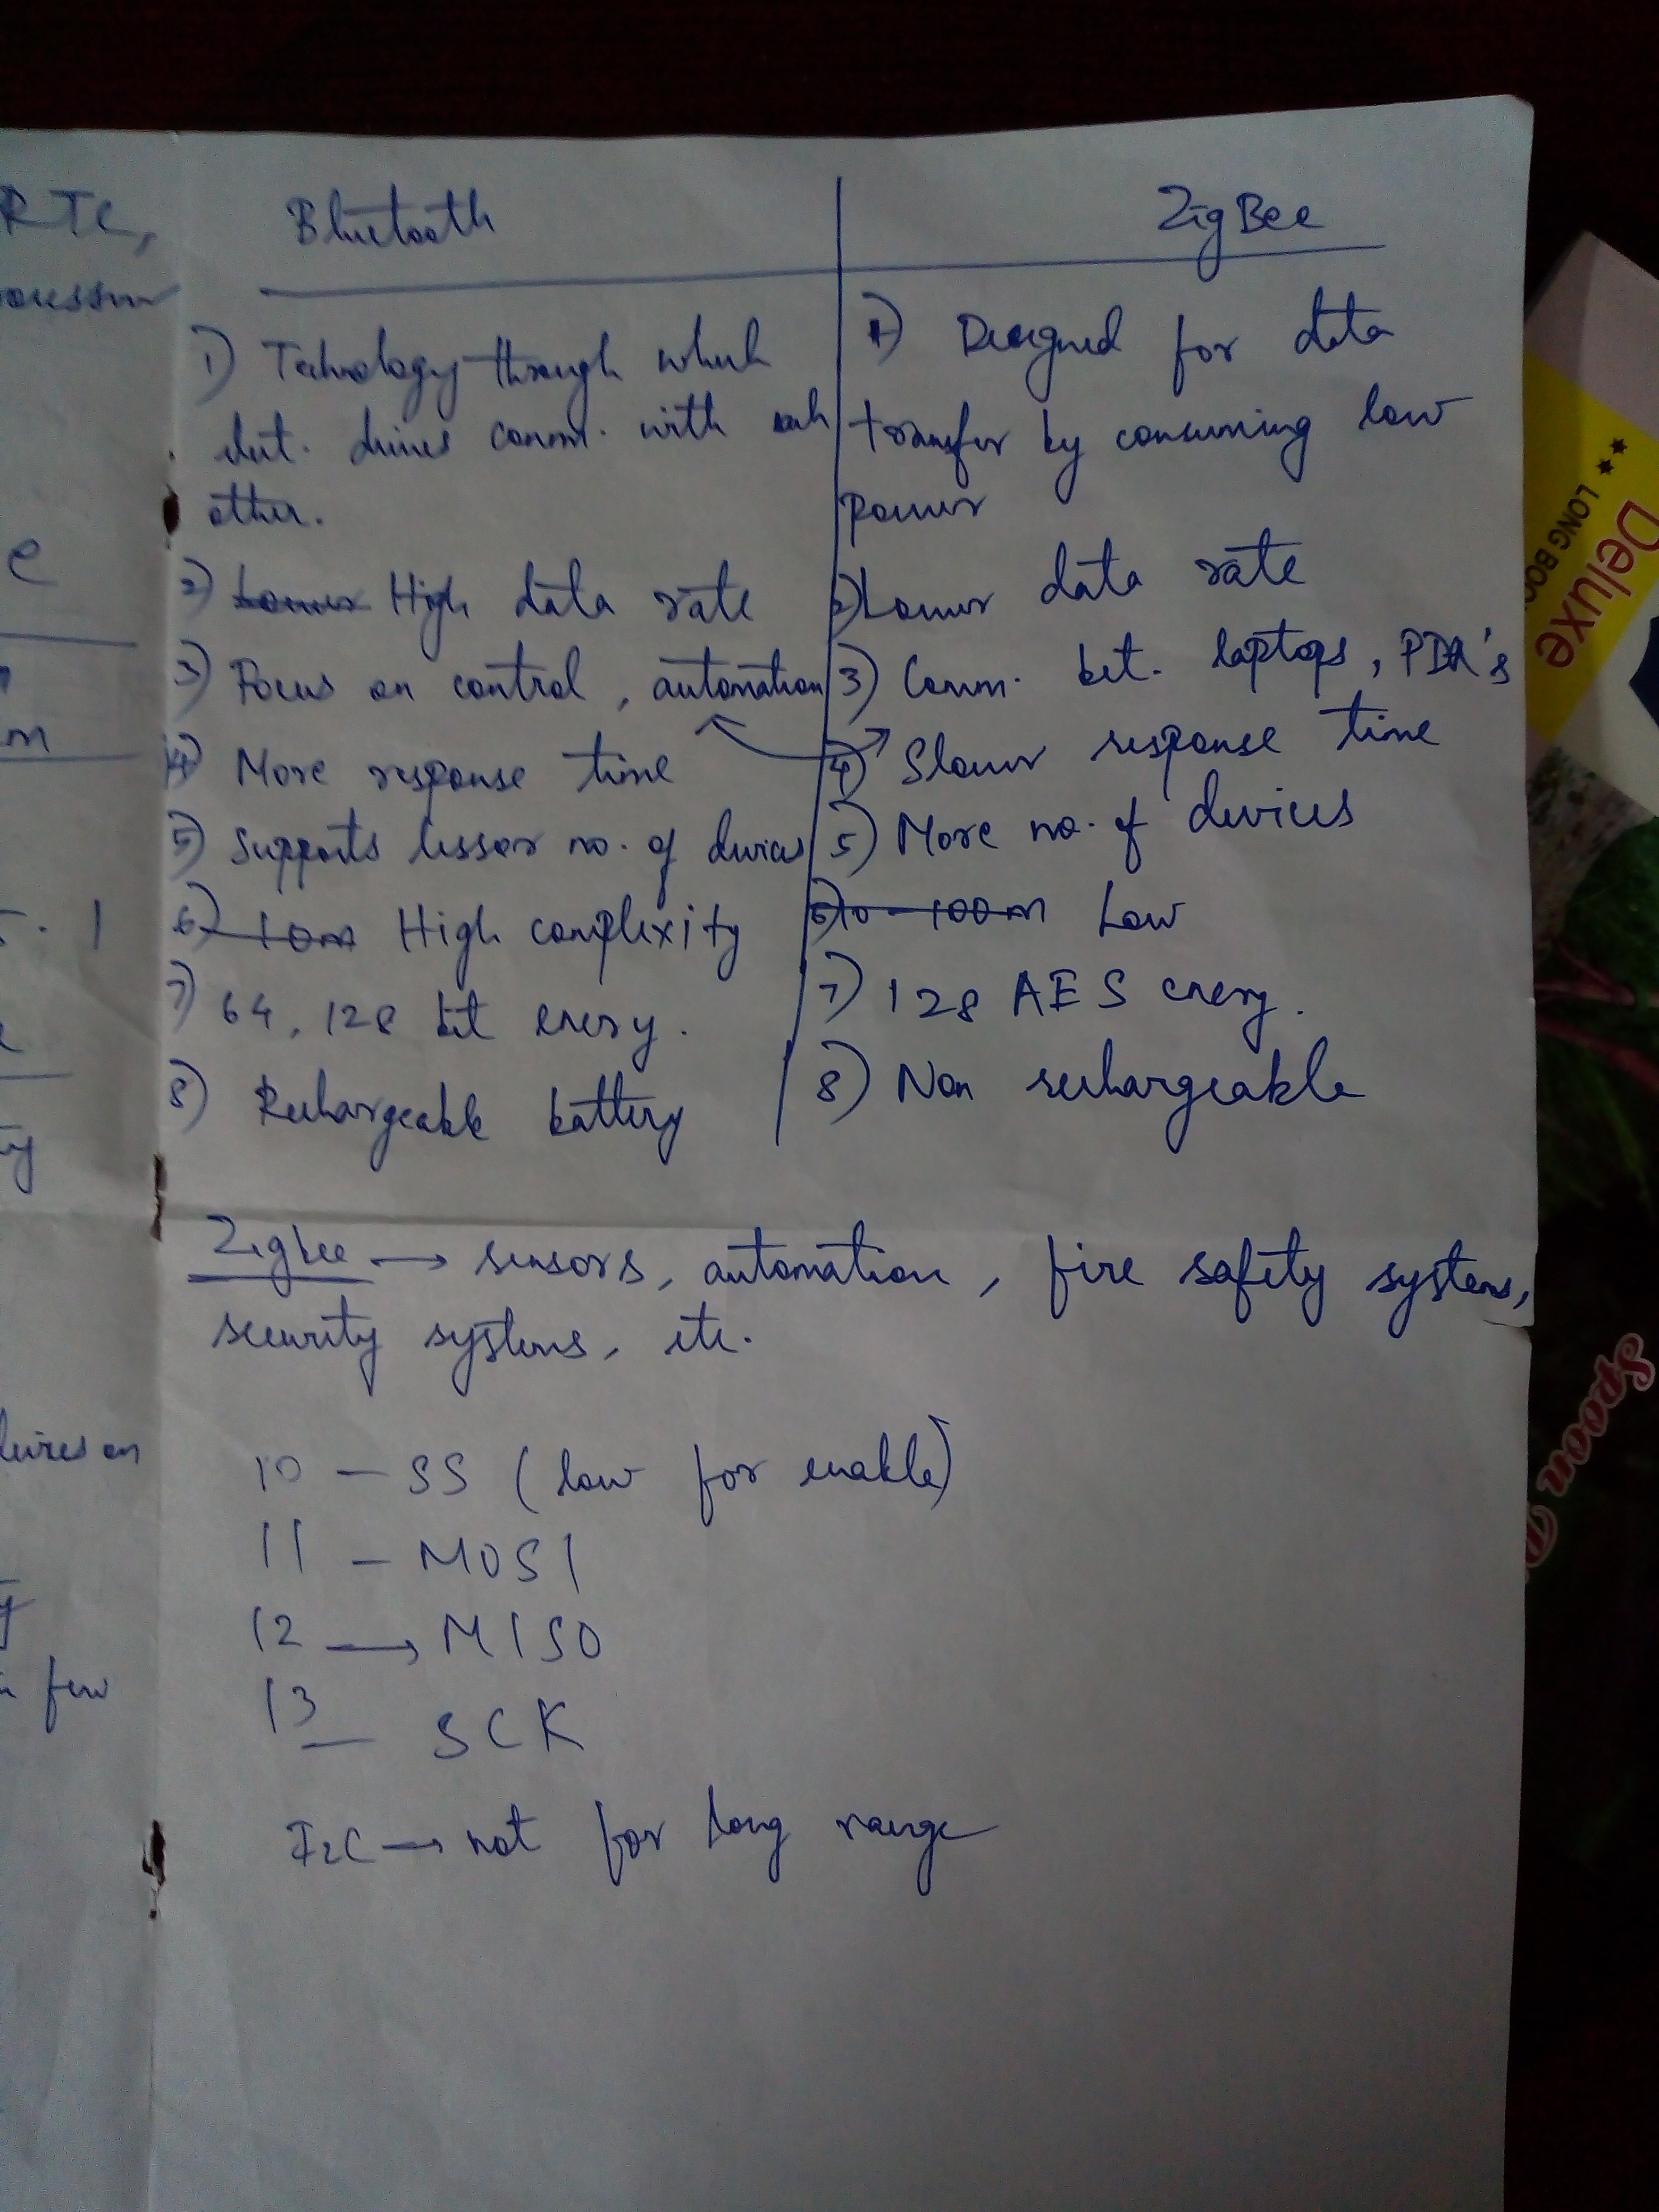 RTC,
e
m
. 1
ty
devices on
y
few
Bluetooth
ZigBee
1) Technology through which
dut. devices comm. with each
other.
2) Lower High data rate
3) Focus on control, automation
4) More response time
5) Supports lesser no. of devices
6) 10m High complexity
7) 64, 128 bit encry.
8) Rechargeable battery
1) Designed for data
transfer by consuming low
power
2) Lower data rate
3) Comm. bet. laptops, PDA's
4) Slower response time
5) More no. of devices
6) 10-100m Low
7) 128 AES encry.
8) Non rechargeable
Zigbee → sensors, automation, fire safety systems,
security systems, etc.
10 — SS (low for enable)
11 — MOSI
12 → MISO
13 — SCK
I2C → not for long range
★★ LONG BOO
Deluxe
Spoon